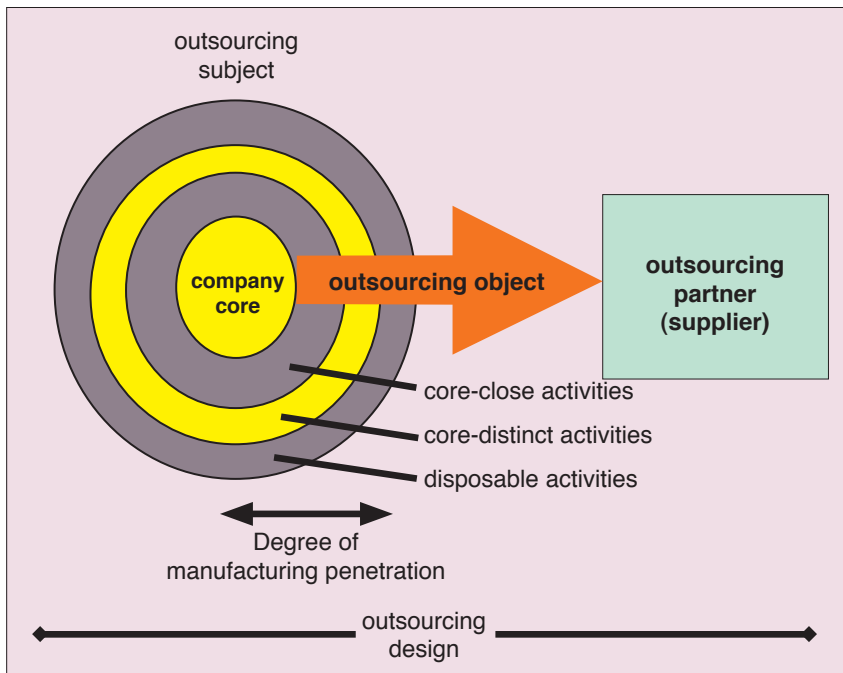 outsourcing
subject
company
core
outsourcing object
outsourcing
partner
(supplier)
core-close activities
core-distinct activities
disposable activities
Degree of
manufacturing penetration
outsourcing
design